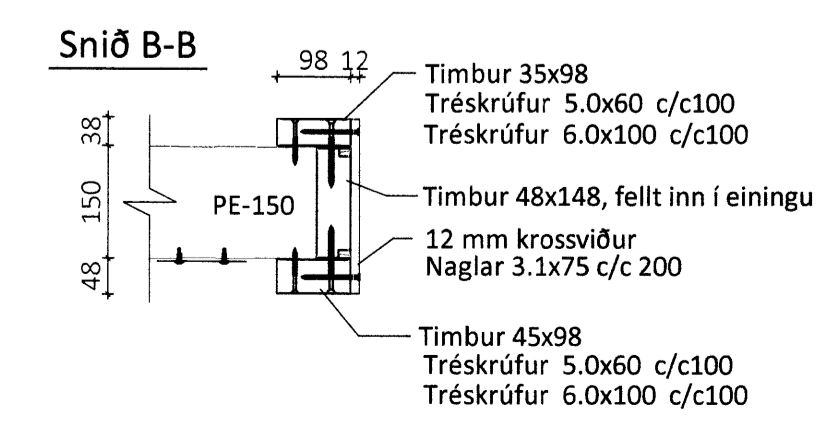 Snið B-B
98 12
Timbur 35x98
Tréskrúfur 5.0x60 c/c100
Tréskrúfur 6.0x100 c/c100
38
150
48
PE-150
Timbur 48x148, fellt inn í einingu
12 mm krossviður
Naglar 3.1x75 c/c 200
Timbur 45x98
Tréskrúfur 5.0x60 c/c100
Tréskrúfur 6.0x100 c/c100